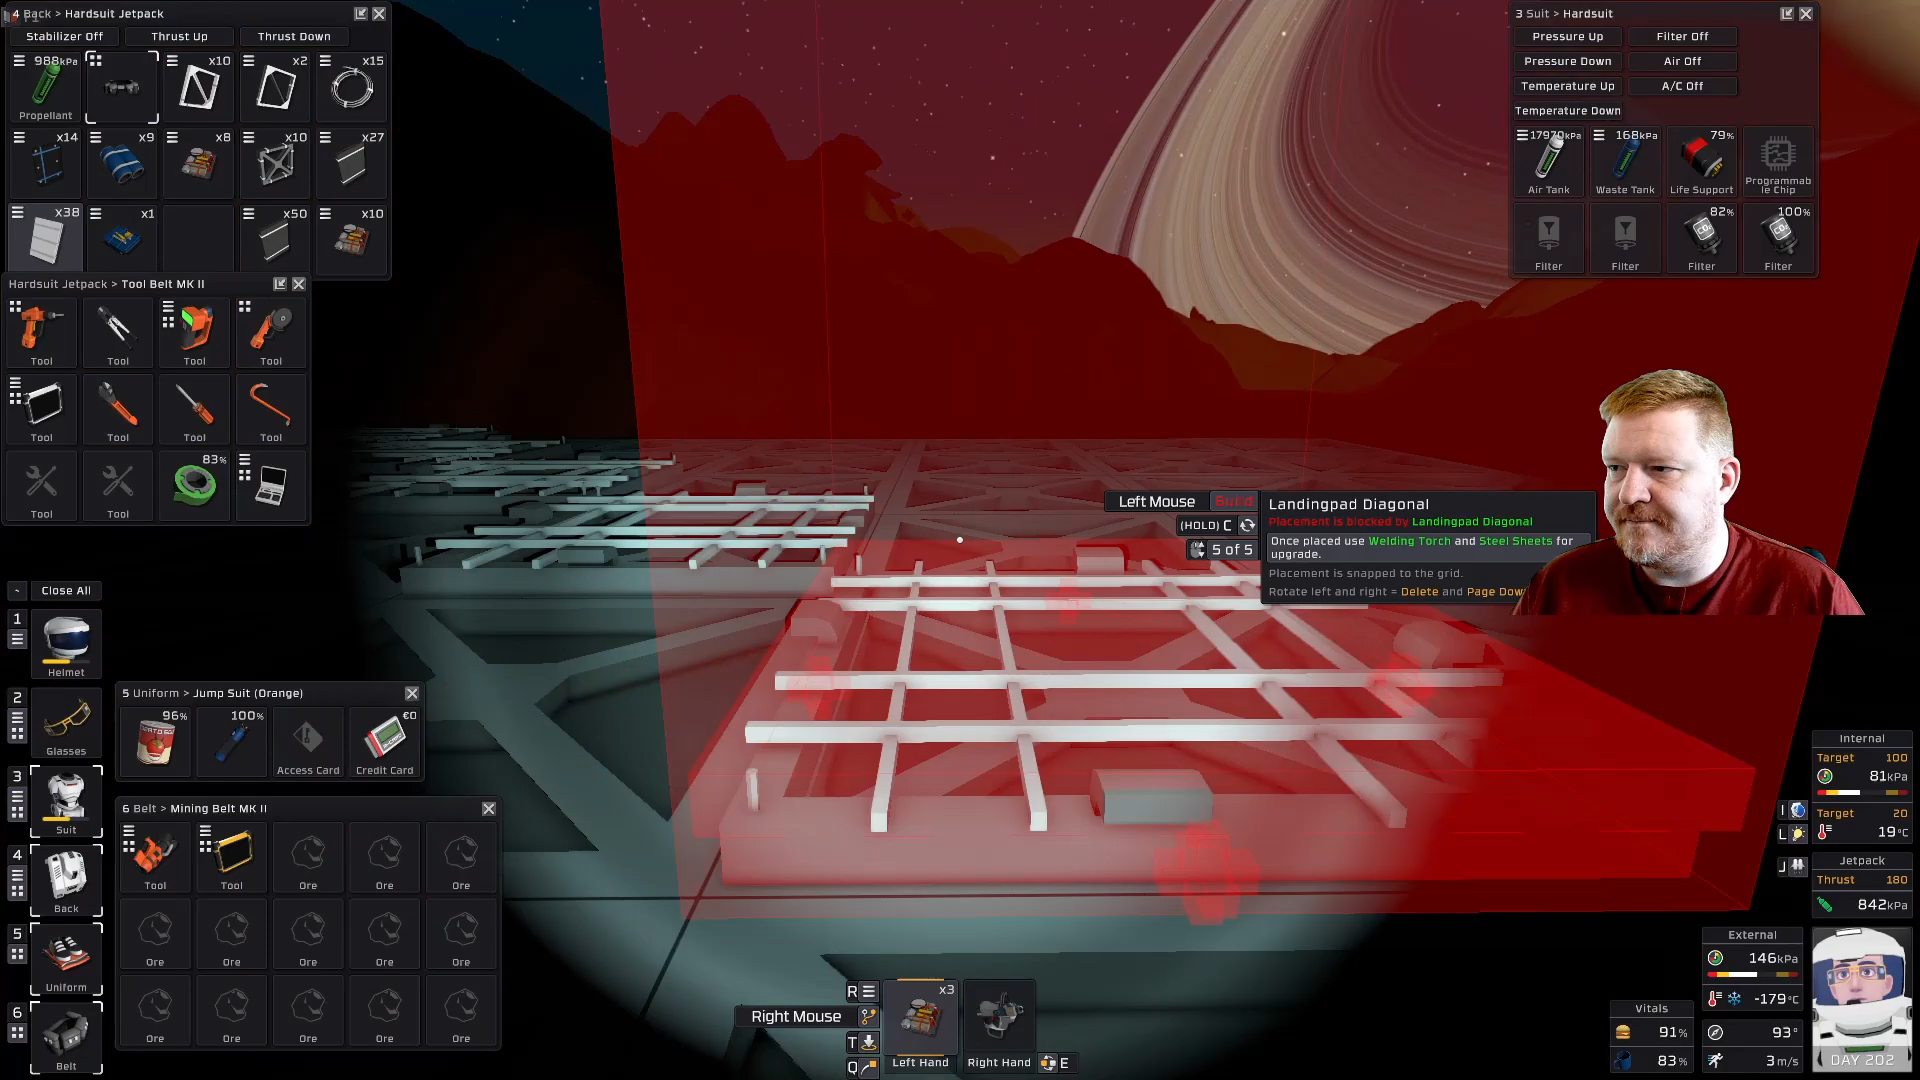 4 Back > Hardsuit Jetpack
Stabilizer Off
Thrust Up
Thrust Down
988kPa
x10
x2
x15
Propellant
x14
x9
x8
x10
x27
x38
x1
x50
x10
Hardsuit Jetpack > Tool Belt MK II
Tool
Tool
Tool
Tool
Tool
Tool
Tool
Tool
83%
Tool
Tool
~
Close All
1
Helmet
2
Glasses
3
Suit
4
Back
5
Uniform
6
Belt
5 Uniform > Jump Suit (Orange)
96%
100%
€0
Access Card
Credit Card
6 Belt > Mining Belt MK II
Tool
Tool
Ore
Ore
Ore
Ore
Ore
Ore
Ore
Ore
Ore
Ore
Ore
Ore
Ore
3 Suit > Hardsuit
Pressure Up
Filter Off
Pressure Down
Air Off
Temperature Up
A/C Off
Temperature Down
168kPa
79%
Air Tank
Waste Tank
Life Support
Programmab
le Chip
82%
100%
Filter
Filter
Filter
Filter
Left Mouse
Build
(HOLD) C
5 of 5
Landingpad Diagonal
Placement is blocked by Landingpad Diagonal
Once placed use Welding Torch and Steel Sheets for
upgrade.
Placement is snapped to the grid.
Rotate left and right = Delete and Page Dow
Right Mouse
R
T
Q
x3
Left Hand
Right Hand
E
Internal
Target 100
81kPa
Target 20
19°C
I
L
J
Jetpack
Thrust 180
842kPa
External
146kPa
-179°C
Vitals
91%
93°
83%
3m/s
DAY 202